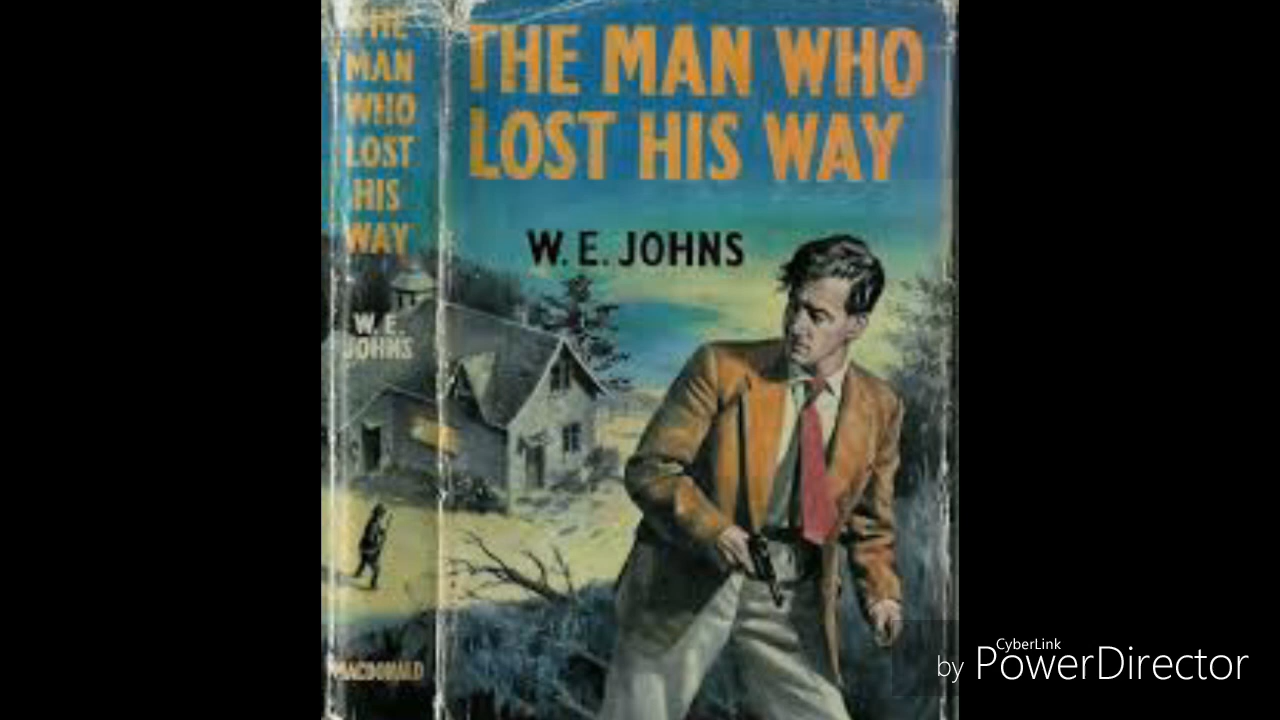 THE
MAN
WHO
LOST
HIS
WAY
W. E.
JOHNS
MACDONALD
THE MAN WHO
LOST HIS WAY
W. E. JOHNS
CyberLink
by PowerDirector